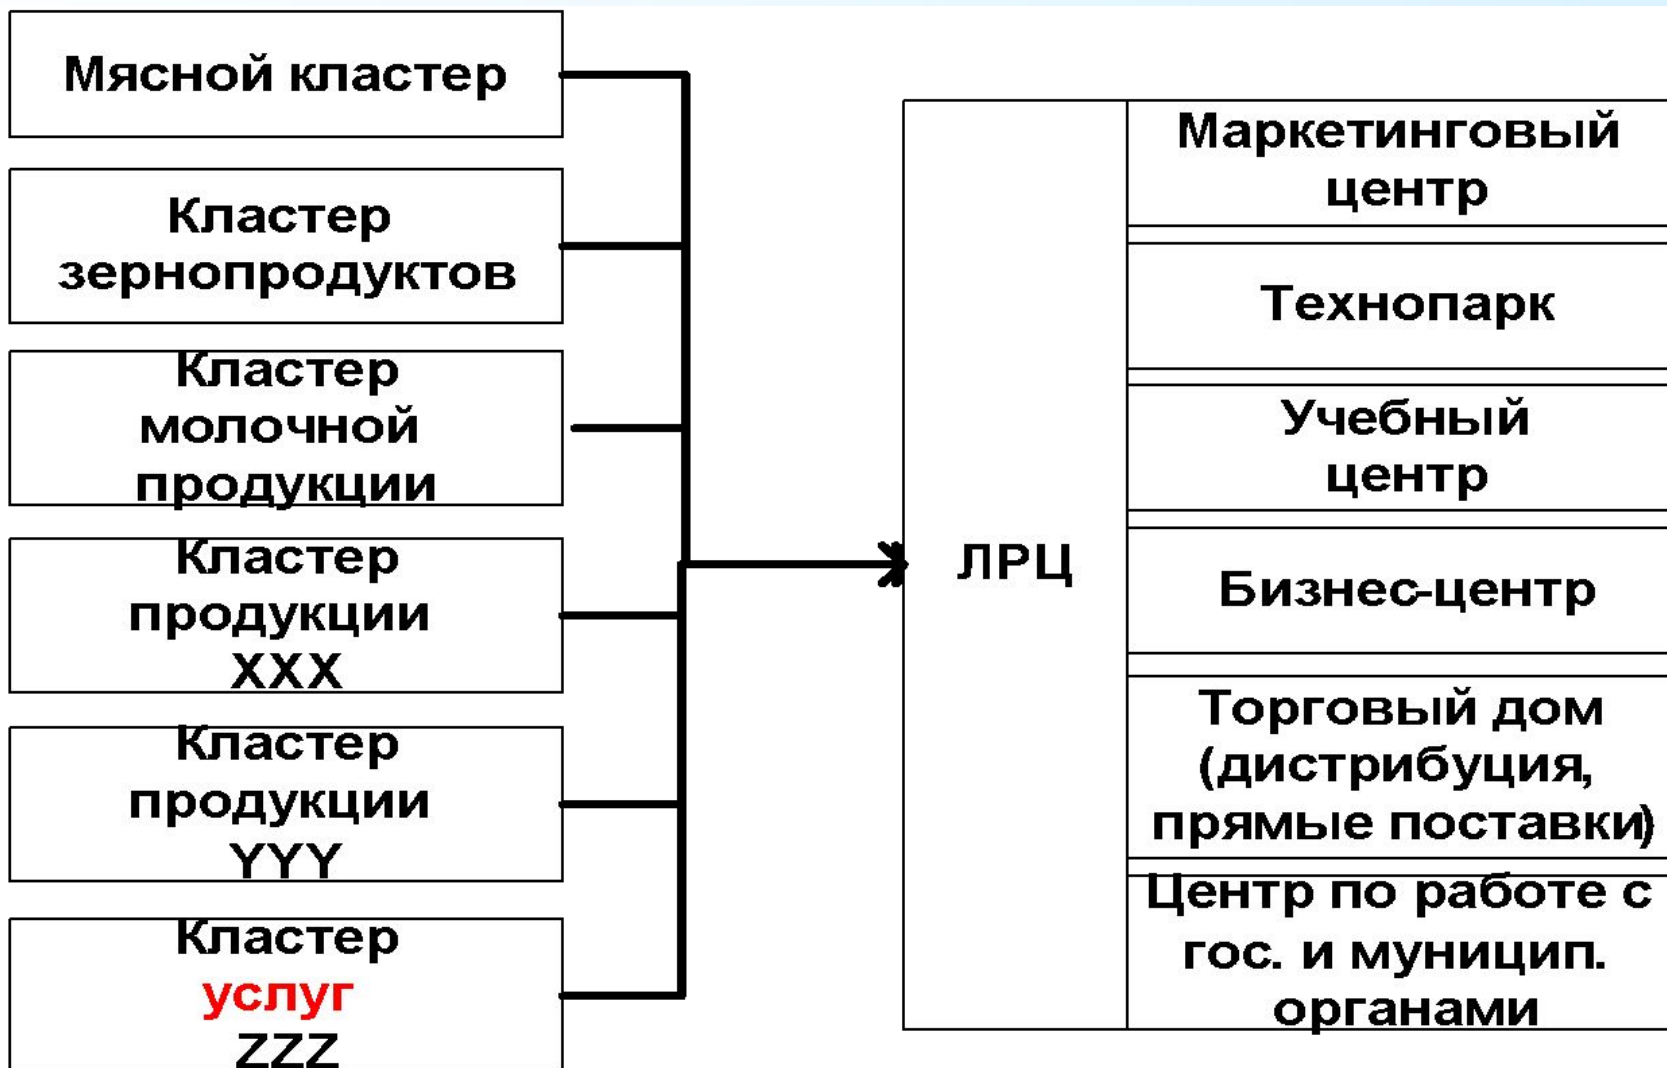 Мясной кластер
Кластер
зернопродуктов
Кластер
молочной
продукции
Кластер
продукции
XXX
Кластер
продукции
YYY
Кластер
услуг
ZZZ
ЛРЦ
Маркетинговый
центр
Технопарк
Учебный
центр
Бизнес-центр
Торговый дом
(дистрибуция,
прямые поставки)
Центр по работе с
гос. и муницип.
органами